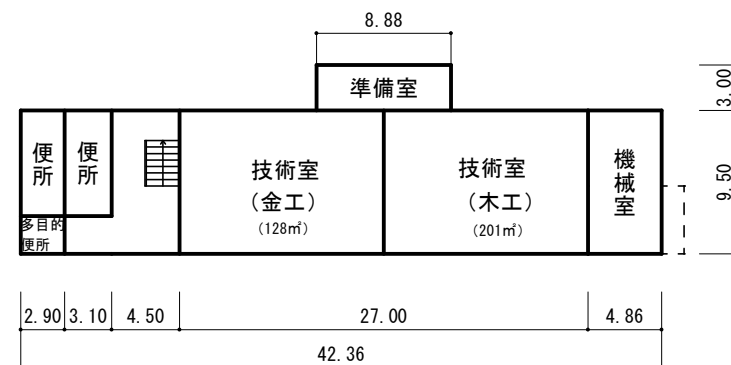 8.88
3.00
準備室
便所
便所
技術室
(金工)
(128㎡)
技術室
(木工)
(201㎡)
機械室
9.50
多目的
便所
2.90 3.10 4.50 27.00 4.86
42.36